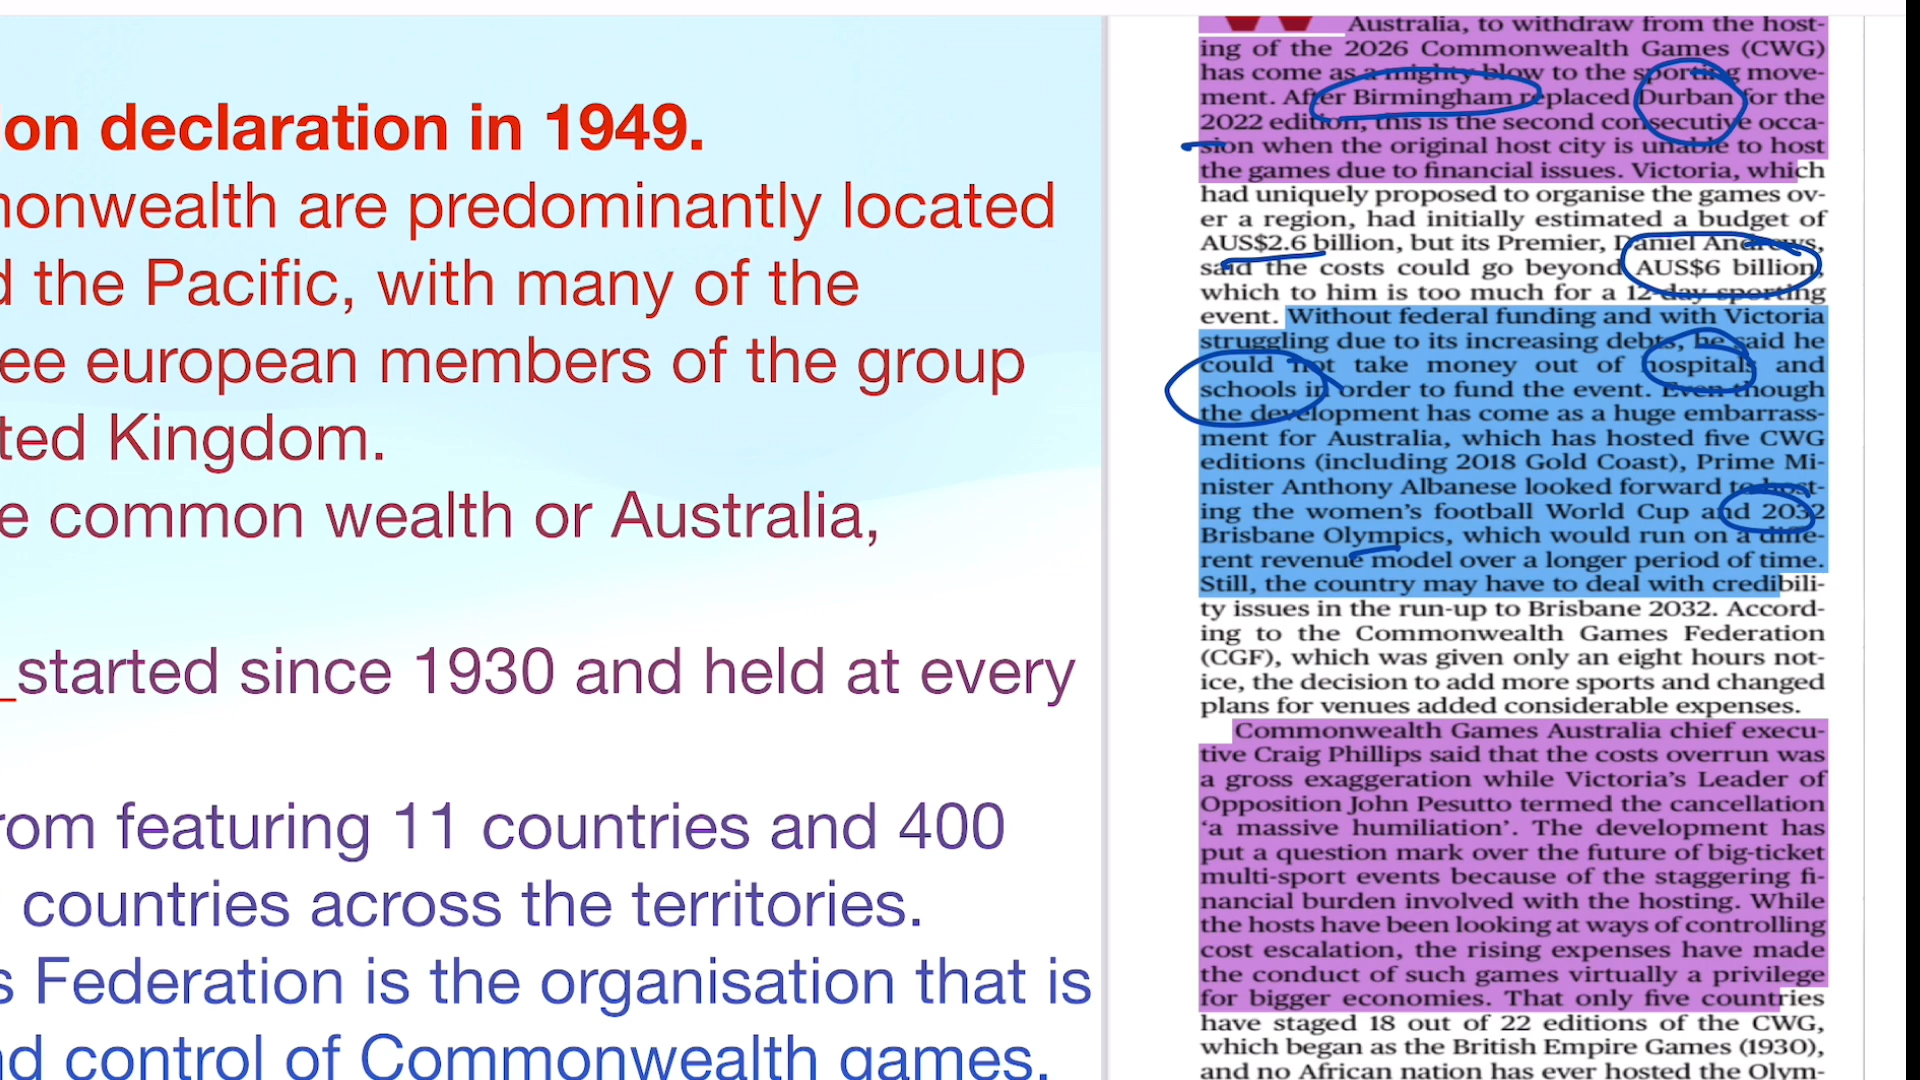 on declaration in 1949.
monwealth are predominantly located
d the Pacific, with many of the
ee european members of the group
ted Kingdom.
e common wealth or Australia,
_started since 1930 and held at every
rom featuring 11 countries and 400
countries across the territories.
s Federation is the organisation that is
nd control of Commonwealth games.
Australia, to withdraw from the host-
ing of the 2026 Commonwealth Games (CWG)
has come as a mighty blow to the sporting move-
ment. After Birmingham replaced Durban for the
2022 edition, this is the second consecutive occa-
sion when the original host city is unable to host
the games due to financial issues. Victoria, which
had uniquely proposed to organise the games ov-
er a region, had initially estimated a budget of
AUS$2.6 billion, but its Premier, Daniel Andrews,
said the costs could go beyond AUS$6 billion,
which to him is too much for a 12-day sporting
event. Without federal funding and with Victoria
struggling due to its increasing debts, he said he
could not take money out of hospitals and
schools in order to fund the event. Even though
the development has come as a huge embarrass-
ment for Australia, which has hosted five CWG
editions (including 2018 Gold Coast), Prime Mi-
nister Anthony Albanese looked forward to host-
ing the women's football World Cup and 2032
Brisbane Olympics, which would run on a diffe-
rent revenue model over a longer period of time.
Still, the country may have to deal with credibili-
ty issues in the run-up to Brisbane 2032. Accord-
ing to the Commonwealth Games Federation
(CGF), which was given only an eight hours not-
ice, the decision to add more sports and changed
plans for venues added considerable expenses.
Commonwealth Games Australia chief execu-
tive Craig Phillips said that the costs overrun was
a gross exaggeration while Victoria's Leader of
Opposition John Pesutto termed the cancellation
'a massive humiliation'. The development has
put a question mark over the future of big-ticket
multi-sport events because of the staggering fi-
nancial burden involved with the hosting. While
the hosts have been looking at ways of controlling
cost escalation, the rising expenses have made
the conduct of such games virtually a privilege
for bigger economies. That only five countries
have staged 18 out of 22 editions of the CWG,
which began as the British Empire Games (1930),
and no African nation has ever hosted the Olym-